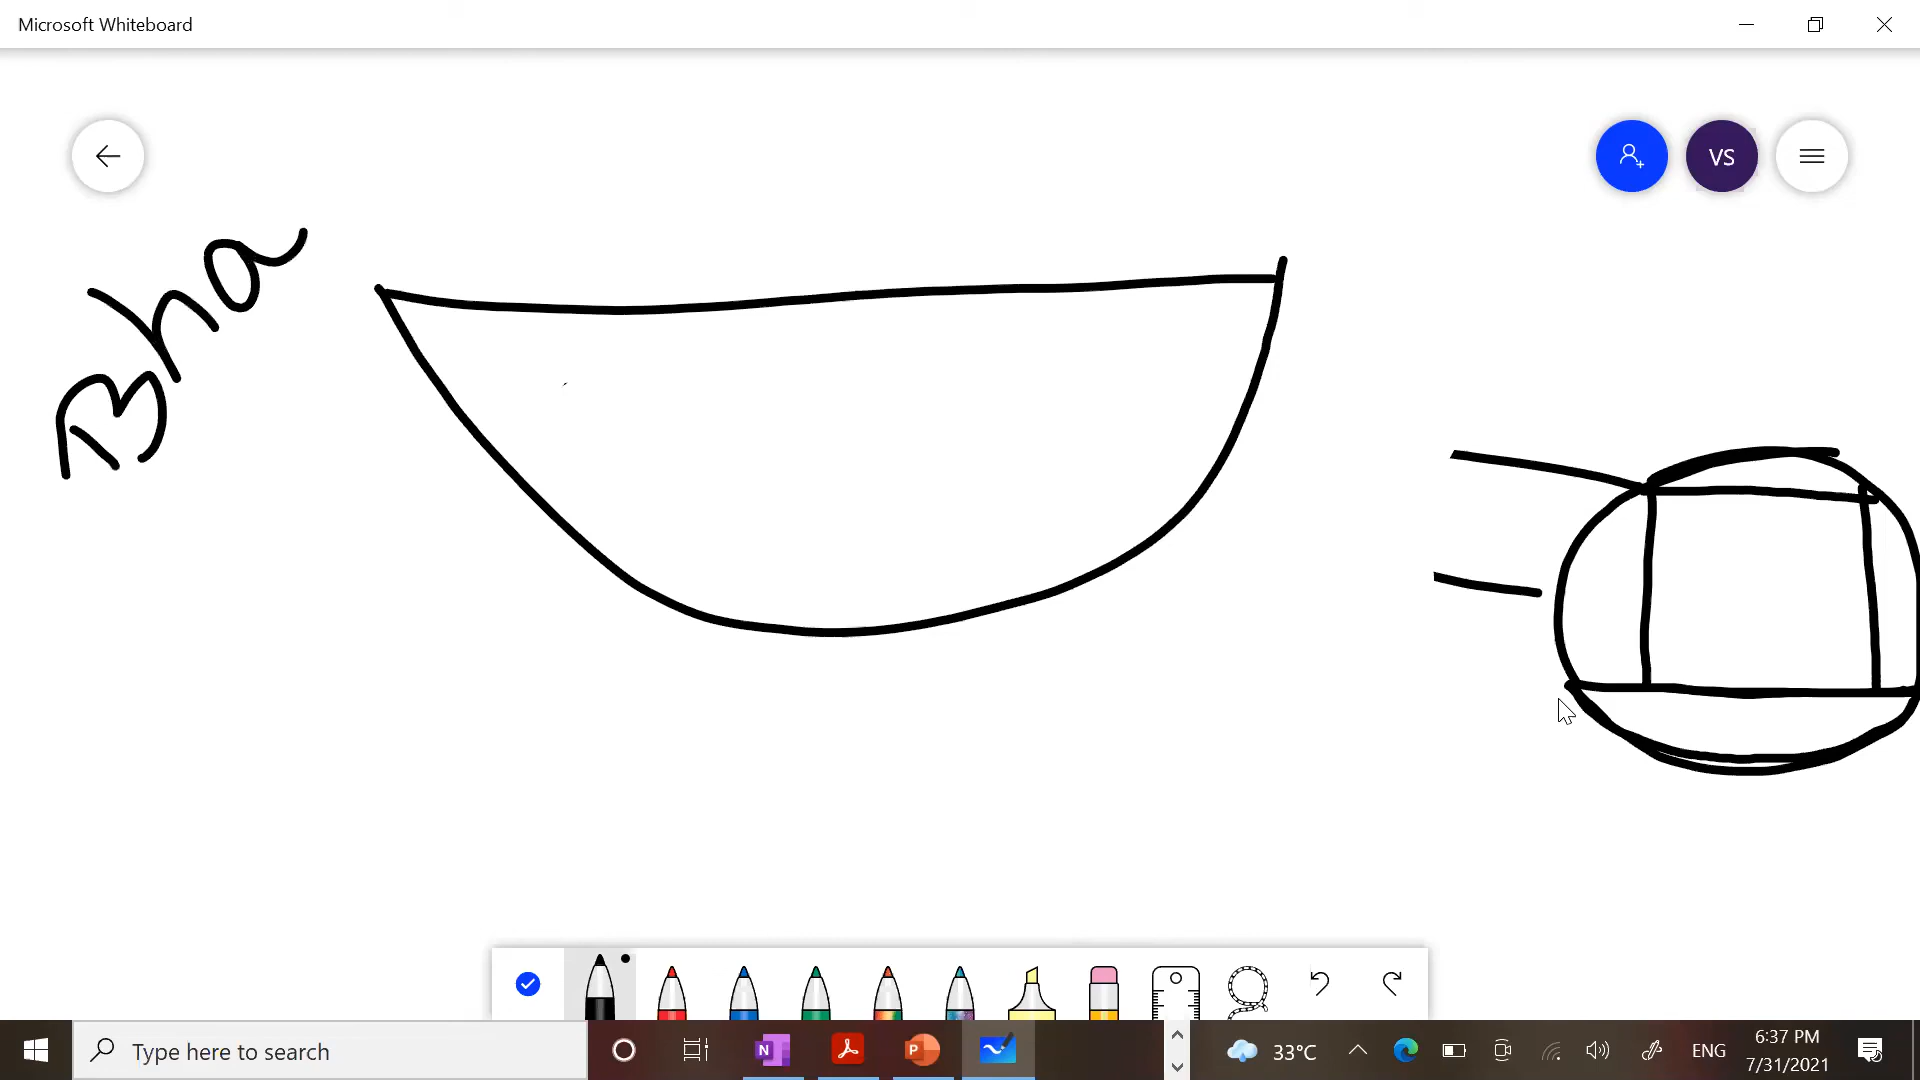 Microsoft Whiteboard
VS
Bha
Type here to search
N
P
33°C
ENG
6:37 PM
7/31/2021